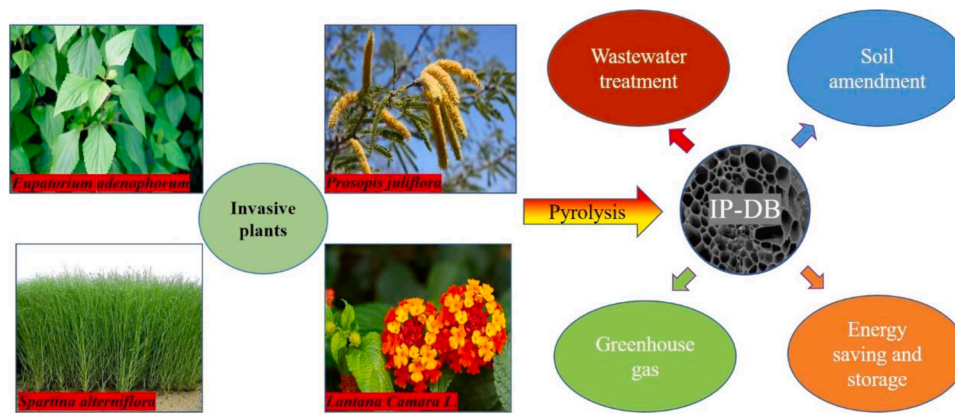 Eupatorium adenophorum
Prosopis juliflora
Invasive
plants
Spartina alterniflora
Lantana Camara L.
Pyrolysis
Wastewater
treatment
Soil
amendment
IP-DB
Greenhouse
gas
Energy
saving and
storage